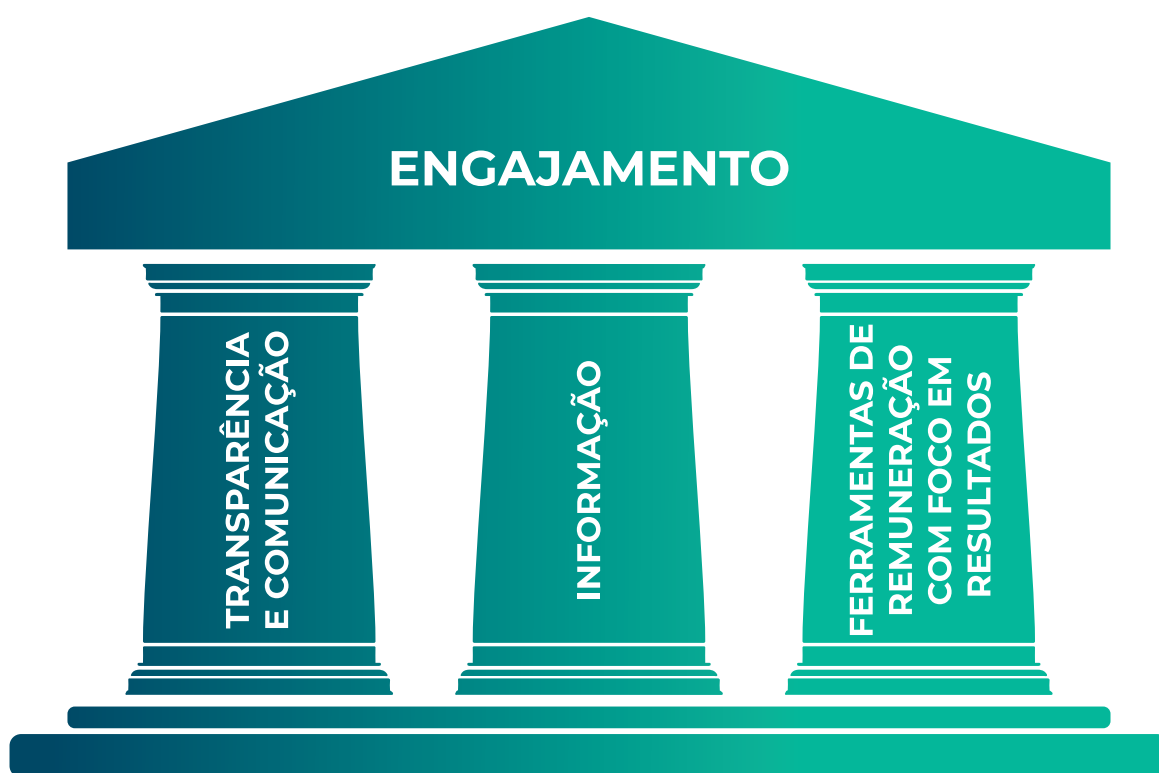 ENGAJAMENTO
TRANSPARÊNCIA
E COMUNICAÇÃO
INFORMAÇÃO
FERRAMENTAS DE
REMUNERAÇÃO
COM FOCO EM
RESULTADOS